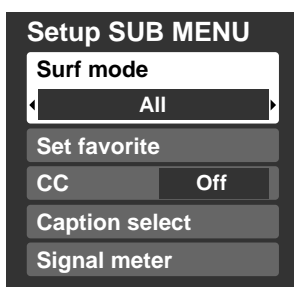 Setup SUB MENU
Surf mode
All
Set favorite
CC Off
Caption select
Signal meter